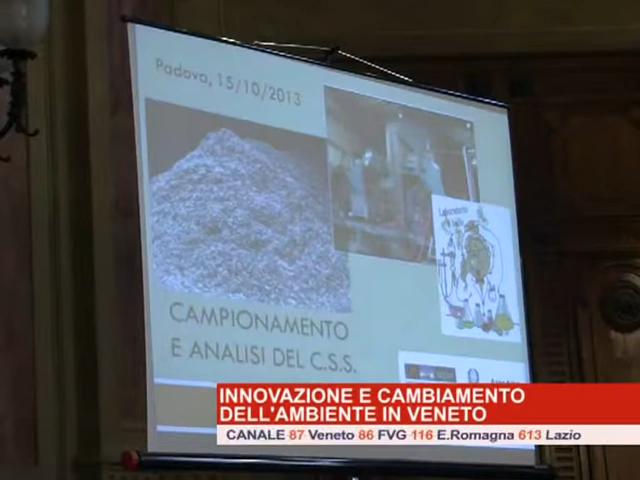 Padova, 15/10/2013
Laboratorio
CAMPIONAMENTO
E ANALISI DEL C.S.S.
INNOVAZIONE E CAMBIAMENTO
DELL'AMBIENTE IN VENETO
CANALE 87 Veneto 86 FVG 116 E.Romagna 613 Lazio